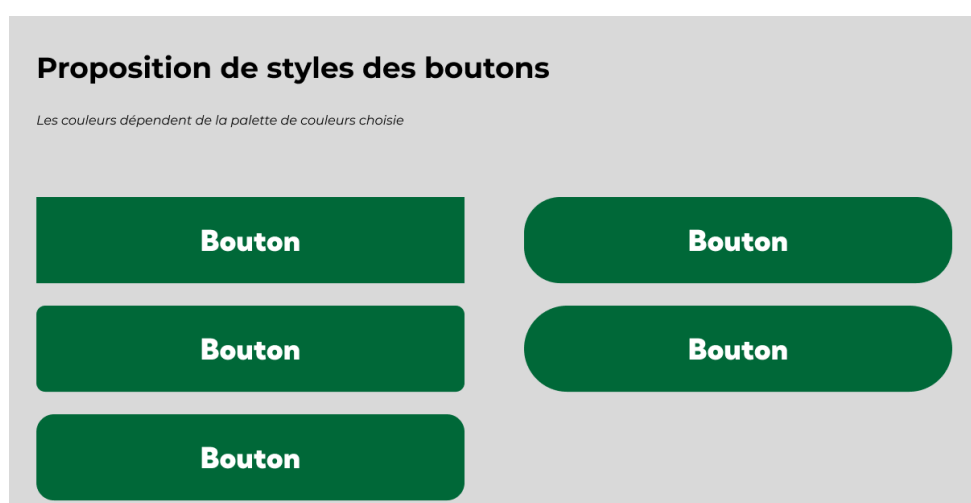 Proposition de styles des boutons
Les couleurs dépendent de la palette de couleurs choisie
Bouton
Bouton
Bouton
Bouton
Bouton